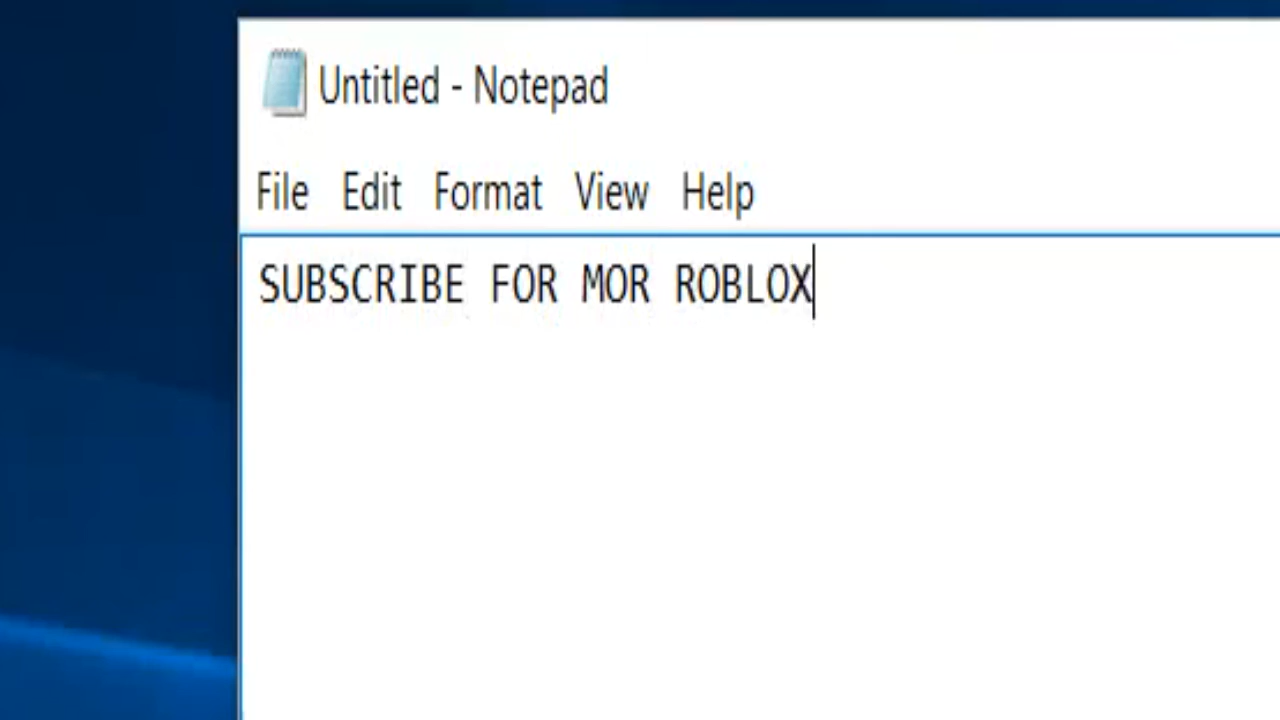 Untitled - Notepad
File Edit Format View Help
SUBSCRIBE FOR MOR ROBLOX